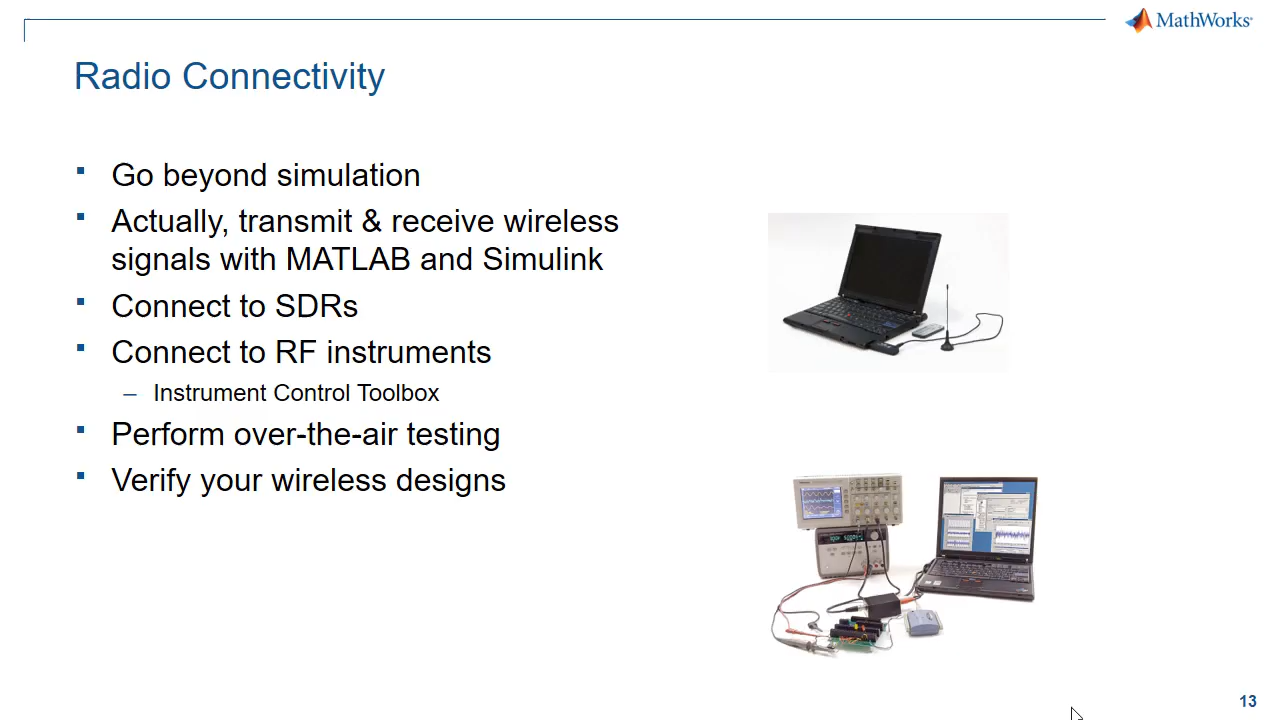 MathWorks
Radio Connectivity
Go beyond simulation
Actually, transmit & receive wireless
signals with MATLAB and Simulink
Connect to SDRs
Connect to RF instruments
– Instrument Control Toolbox
Perform over-the-air testing
Verify your wireless designs
13